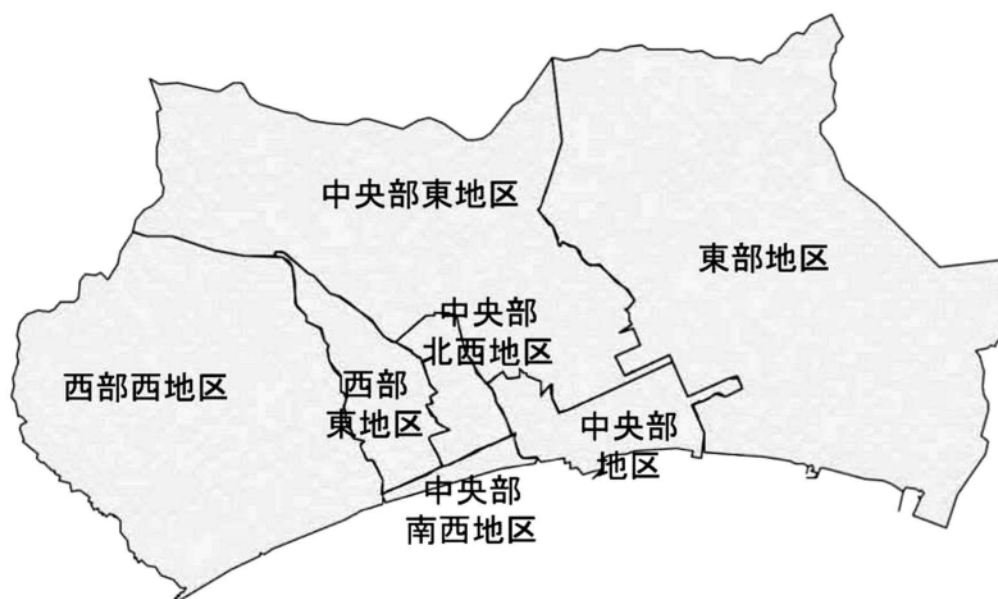 中央部東地区
東部地区
中央部
北西地区
西部西地区
西部
東地区
中央部
地区
中央部
南西地区